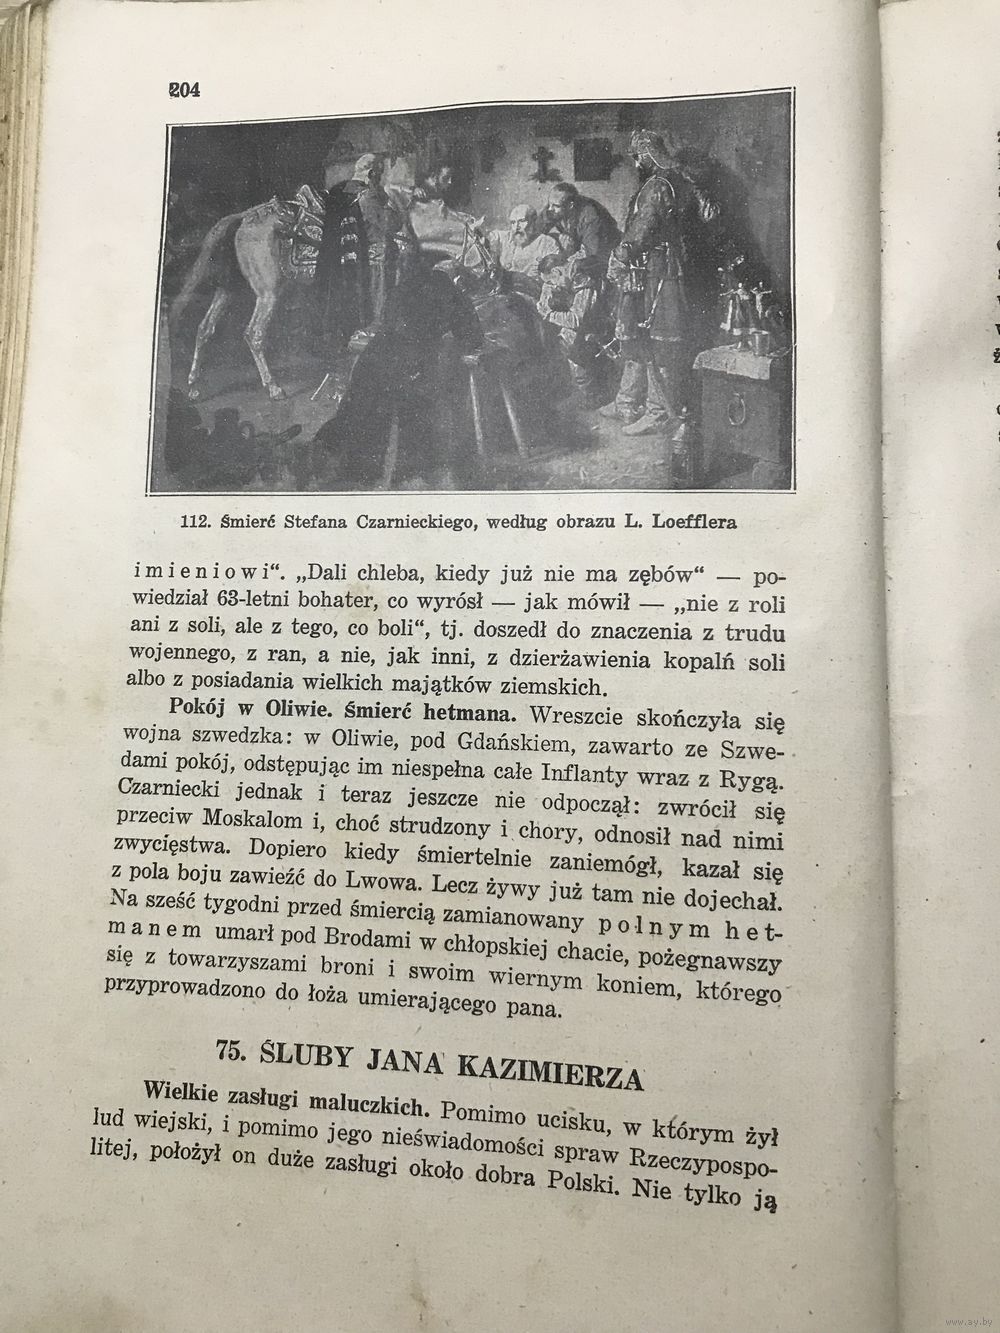 204
112. Śmierć Stefana Czarnieckiego, według obrazu L. Loefflera
imieniowi“. „Dali chleba, kiedy już nie ma zębów“ — po-
wiedział 63-letni bohater, co wyrósł — jak mówił — „nie z roli
ani z soli, ale z tego, co boli“, tj. doszedł do znaczenia z trudu
wojennego, z ran, a nie, jak inni, z dzierżawienia kopalń soli
albo z posiadania wielkich majątków ziemskich.
Pokój w Oliwie. Śmierć hetmana. Wreszcie skończyła się
wojna szwedzka: w Oliwie, pod Gdańskiem, zawarto ze Szwe-
dami pokój, odstępując im niespełna całe Inflanty wraz z Rygą.
Czarniecki jednak i teraz jeszcze nie odpoczął: zwrócił się
przeciw Moskalom i, choć strudzony i chory, odnosił nad nimi
zwycięstwa. Dopiero kiedy śmiertelnie zaniemógł, kazał się
z pola boju zawieźć do Lwowa. Lecz żywy już tam nie dojechał.
Na sześć tygodni przed śmiercią zamianowany polnym het-
manem umarł pod Brodami w chłopskiej chacie, pożegnawszy
się z towarzyszami broni i swoim wiernym koniem, którego
przyprowadzono do łoża umierającego pana.
75. ŚLUBY JANA KAZIMIERZA
Wielkie zasługi maluczkich. Pomimo ucisku, w którym żył
lud wiejski, i pomimo jego nieświadomości spraw Rzeczypospo-
litej, położył on duże zasługi około dobra Polski. Nie tylko ją
www.ay.by